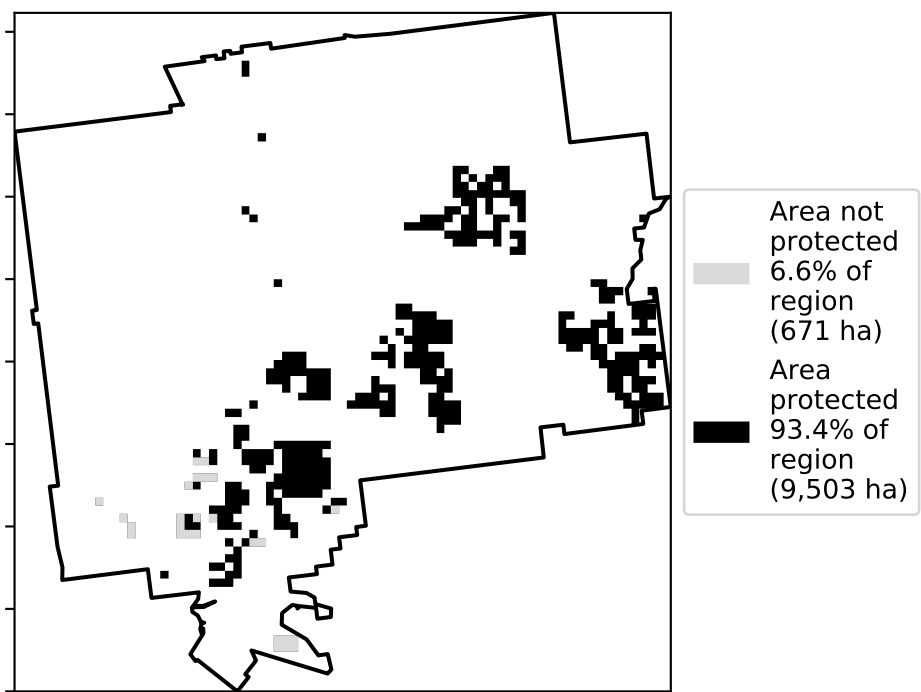 Area not
protected
6.6% of
region
(671 ha)
Area
protected
93.4% of
region
(9,503 ha)